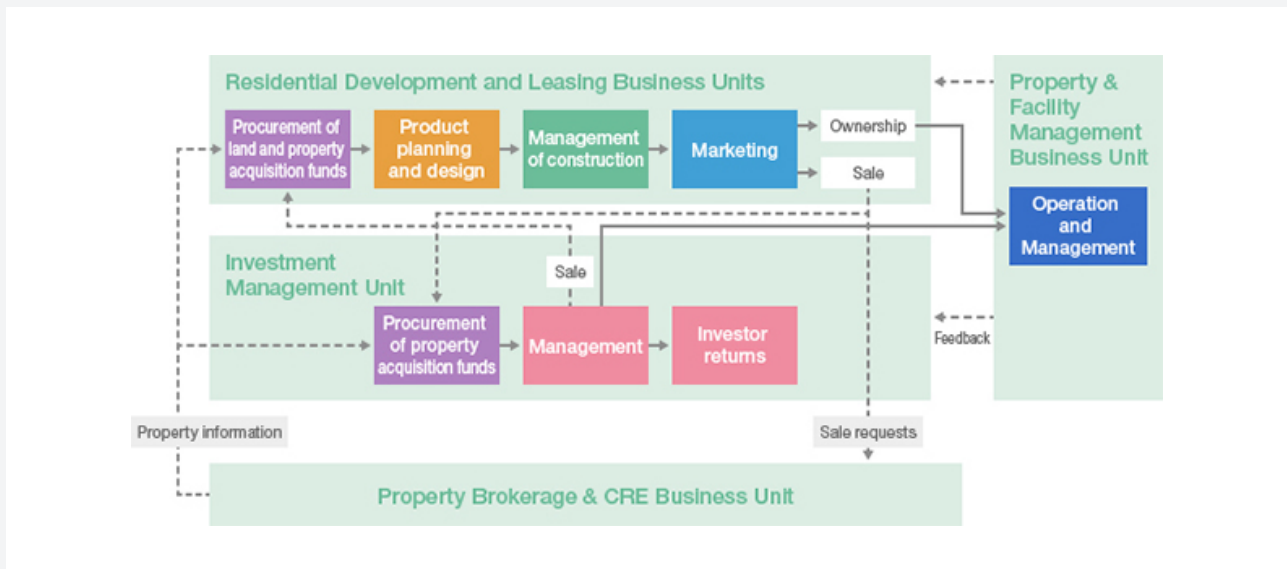 Residential Development and Leasing Business Units
Procurement of
land and property
acquisition funds
Product
planning
and design
Management
of construction
Marketing
Ownership
Sale
Property &
Facility
Management
Business Unit
Operation
and
Management
Investment
Management Unit
Sale
Procurement
of property
acquisition funds
Management
Investor
returns
Feedback
Property information
Sale requests
Property Brokerage & CRE Business Unit